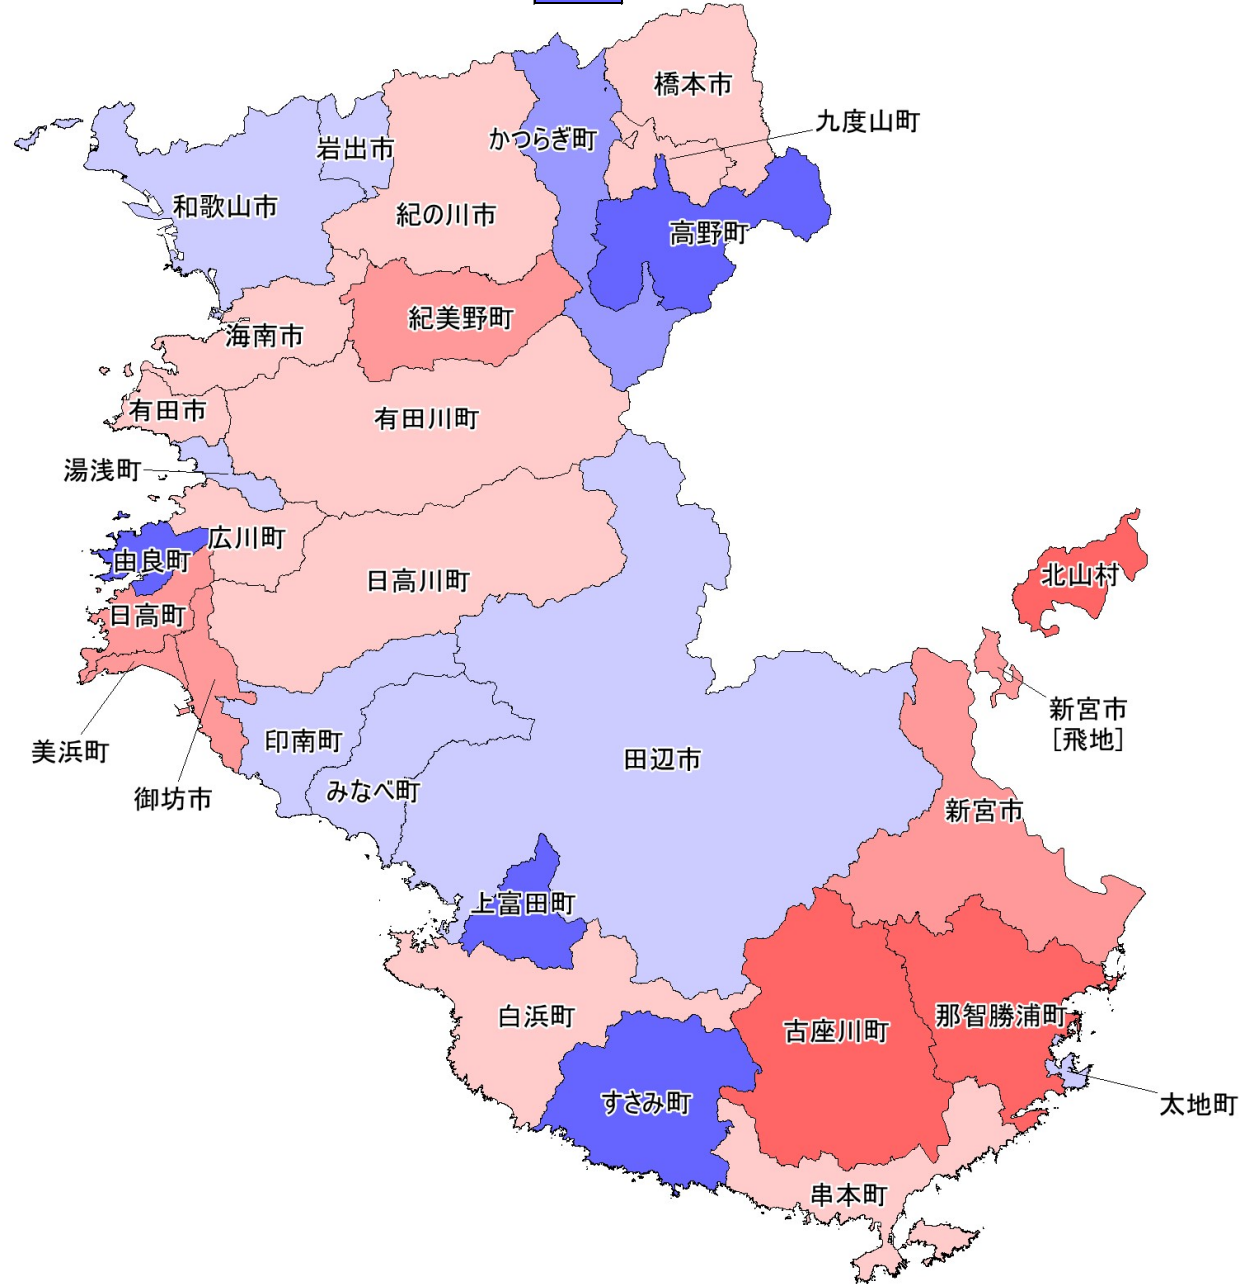 橋本市
九度山町
かつらぎ町
岩出市
和歌山市
紀の川市
高野町
紀美野町
海南市
有田市
有田川町
湯浅町
広川町
由良町
北山村
日高川町
日高町
新宮市
[飛地]
美浜町
印南町
田辺市
みなべ町
御坊市
新宮市
上富田町
白浜町
那智勝浦町
古座川町
すさみ町
太地町
串本町